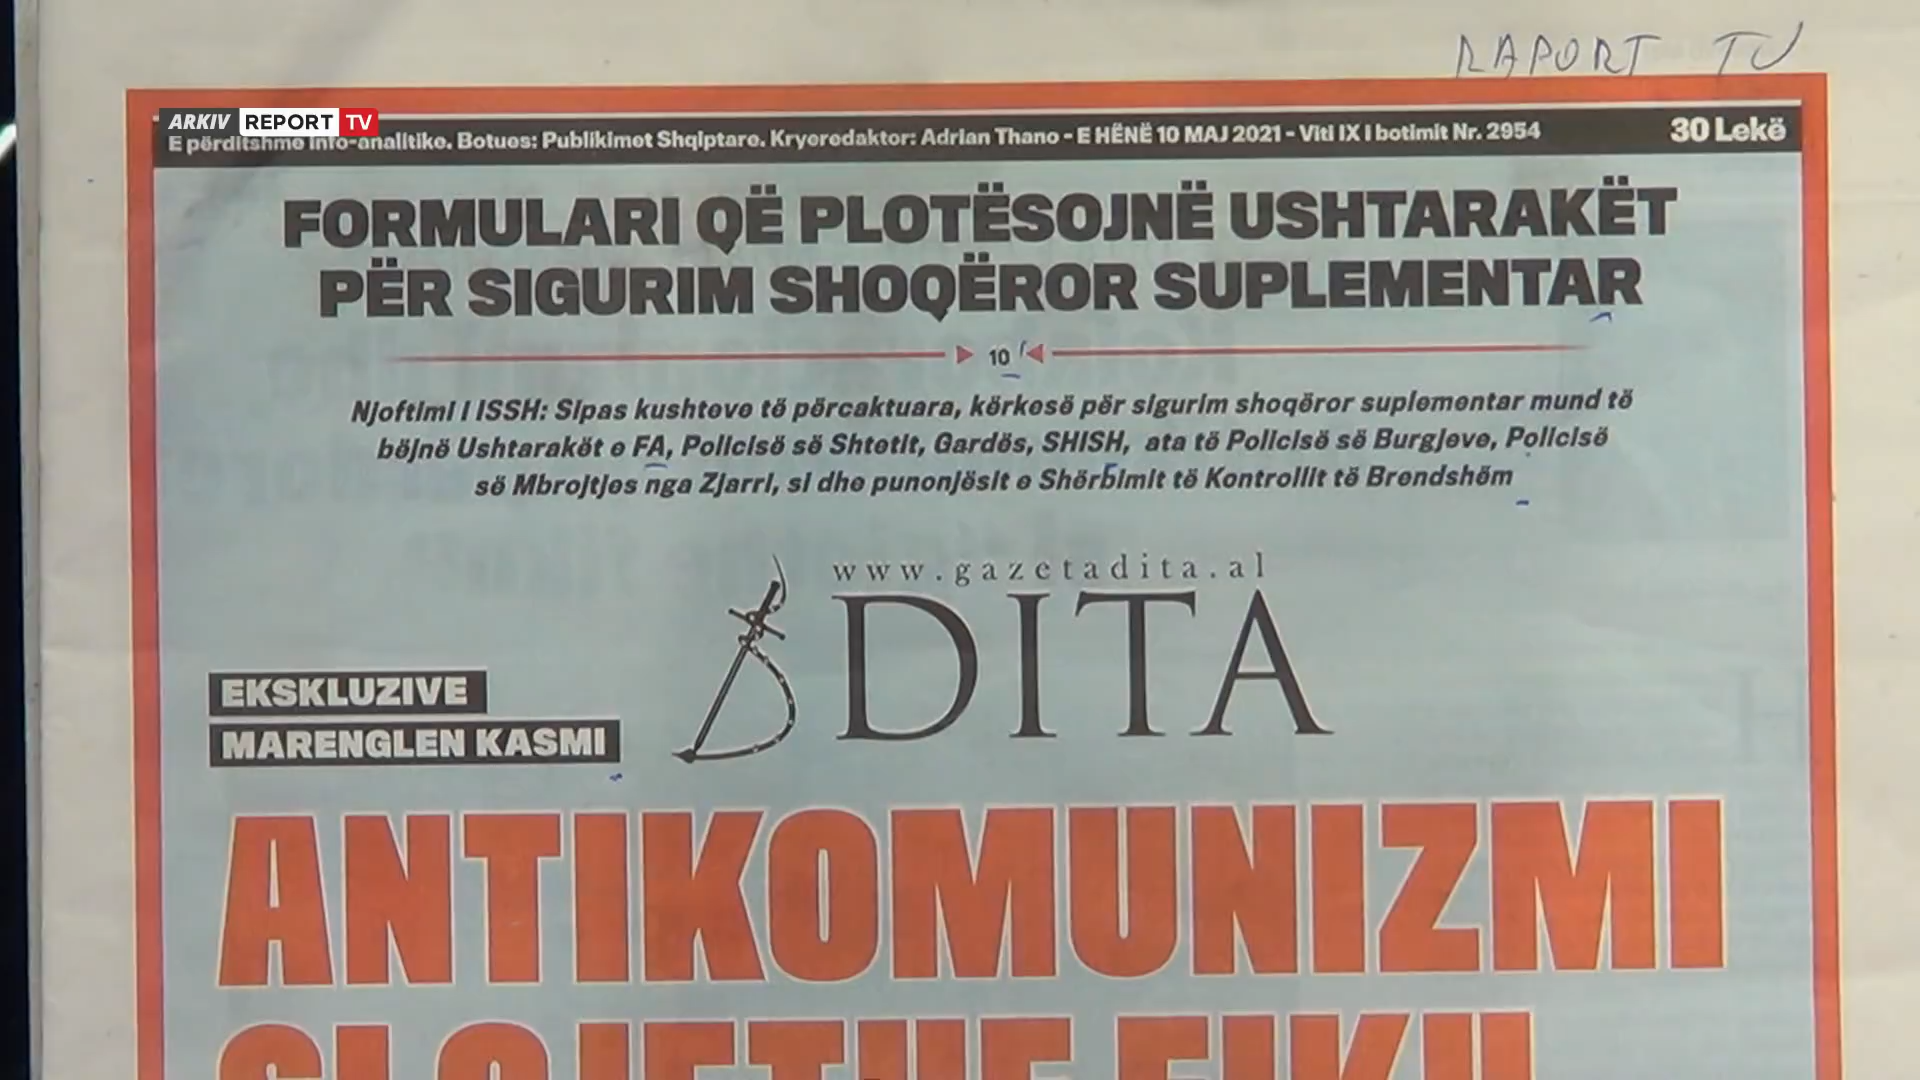 RAPORT TV
ARKIV REPORT TV
E përditshme info-analitike. Botues: Publikimet Shqiptare. Kryeredaktor: Adrian Thano - E HËNË 10 MAJ 2021 - Viti IX i botimit Nr. 2954
30 Lekë
FORMULARI QË PLOTËSOJNË USHTARAKËT
PËR SIGURIM SHOQËROR SUPLEMENTAR
10
Njoftimi i ISSH: Sipas kushteve të përcaktuara, kërkesë për sigurim shoqëror suplementar mund të
bëjnë Ushtarakët e FA, Policisë së Shtetit, Gardës, SHISH, ata të Policisë së Burgjeve, Policisë
së Mbrojtjes nga Zjarri, si dhe punonjësit e Shërbimit të Kontrollit të Brendshëm
www.gazetadita.al
DITA
EKSKLUZIVE
MARENGLEN KASMI
ANTIKOMUNIZMI